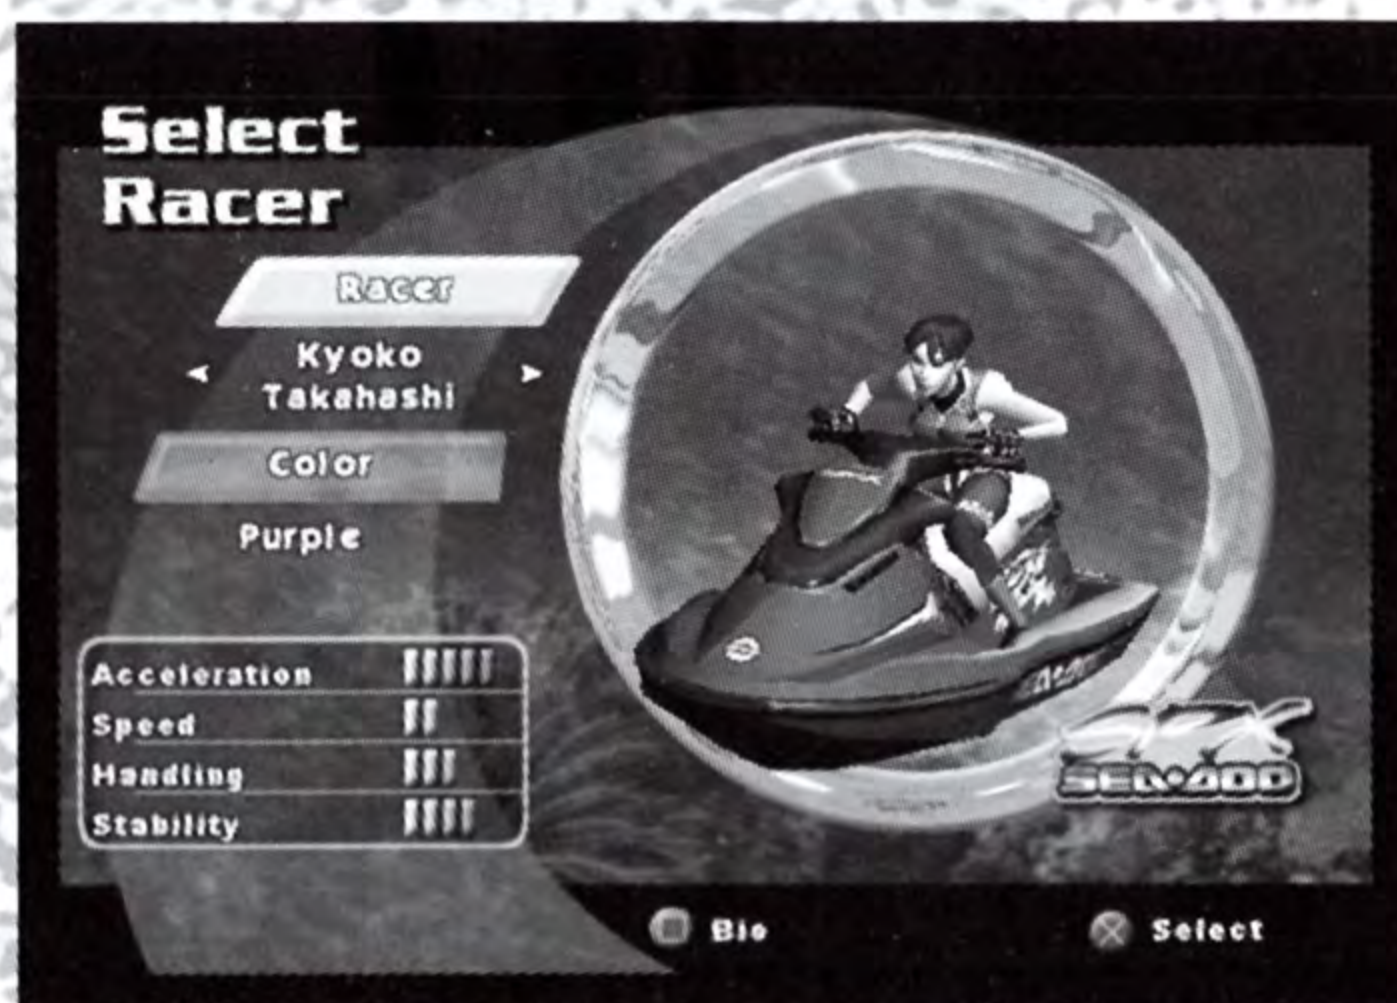 Select
Racer
Racer
Kyoko
Takahashi
Color
Purple
Acceleration
Speed
Handling
Stability
SEA-DOO
Bio
Select